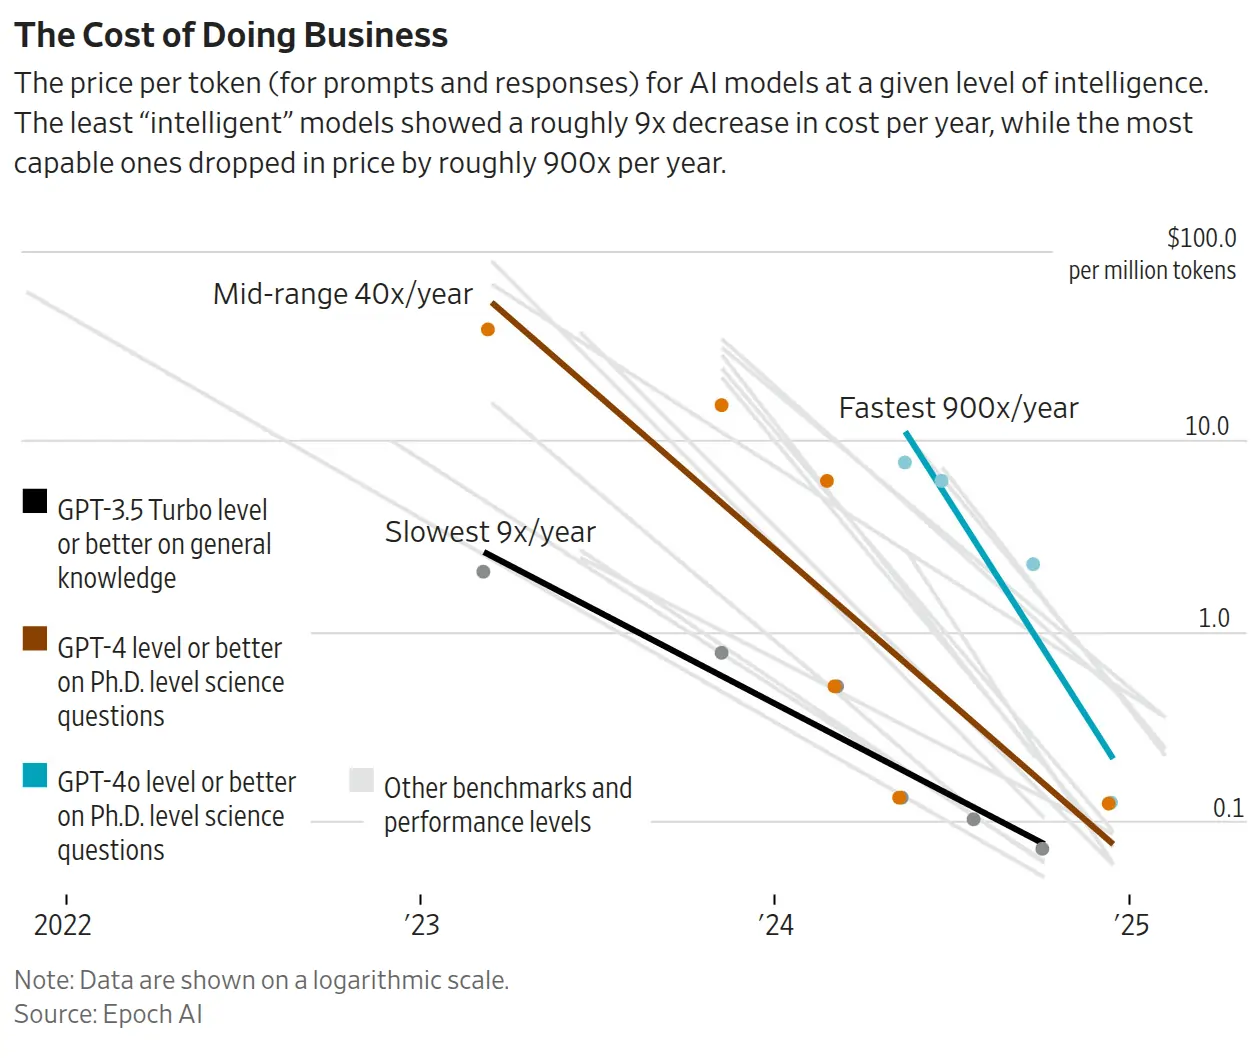 The Cost of Doing Business
The price per token (for prompts and responses) for AI models at a given level of intelligence.
The least “intelligent” models showed a roughly 9x decrease in cost per year, while the most
capable ones dropped in price by roughly 900x per year.
$100.0
per million tokens
Mid-range 40x/year
Fastest 900x/year
10.0
GPT-3.5 Turbo level
or better on general
knowledge
Slowest 9x/year
1.0
GPT-4 level or better
on Ph.D. level science
questions
GPT-4o level or better
on Ph.D. level science
questions
Other benchmarks and
performance levels
0.1
2022
’23
’24
’25
Note: Data are shown on a logarithmic scale.
Source: Epoch AI